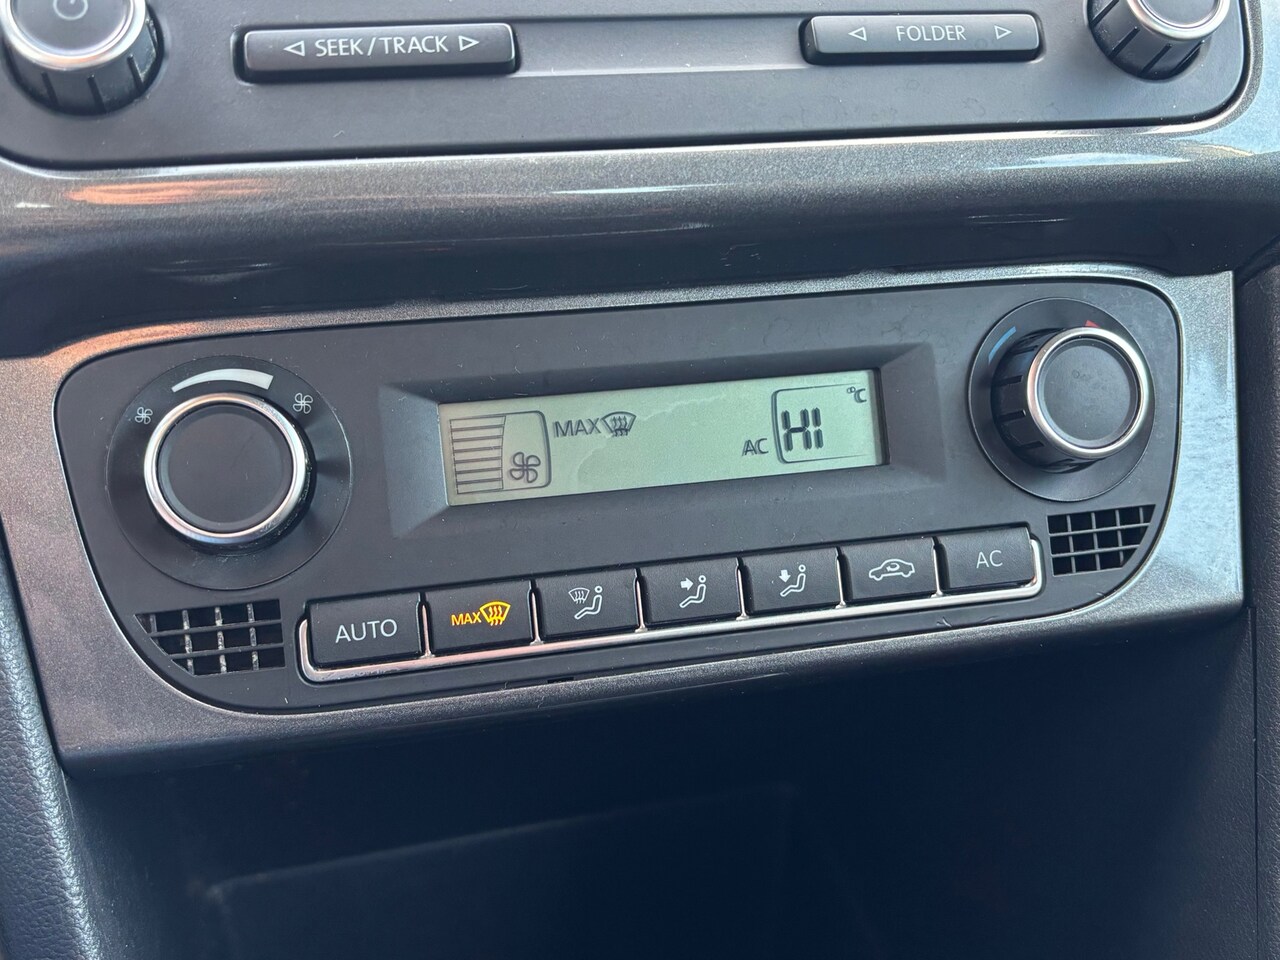 SEEK / TRACK
FOLDER
MAX
AC
HI
°C
AUTO
MAX
AC